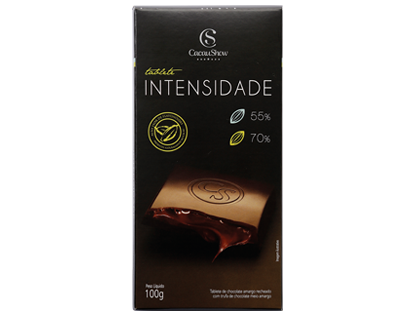 CS
CacauShow
tablete
INTENSIDADE
55%
70%
Peso Líquido
100g
Tablete de chocolate amargo recheado
com trufa de chocolate meio amargo